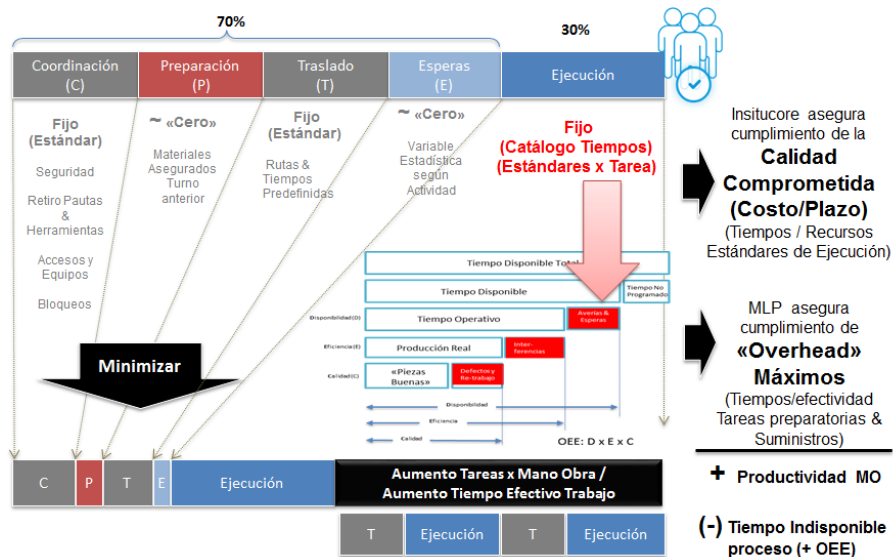 70%
30%
Coordinación
(C)
Preparación
(P)
Traslado
(T)
Esperas
(E)
Ejecución
Fijo
(Estándar)
Seguridad
Retiro Pautas
&
Herramientas
Accesos y
Equipos
Bloqueos
~ «Cero»
Materiales
Asegurados
Turno
anterior
Fijo
(Estándar)
Rutas &
Tiempos
Predefinidas
~ «Cero»
Variable
Estadística
según
Actividad
Fijo
(Catálogo Tiempos)
(Estándares x Tarea)
Insitucore asegura
cumplimiento de la
Calidad
Comprometida
(Costo/Plazo)
(Tiempos / Recursos
Estándares de Ejecución)
Tiempo Disponible Total
Tiempo Disponible
Tiempo No
Programado
Disponibilidad(D)
Tiempo Operativo
Averías &
Esperas
Eficiencia(E)
Producción Real
Inter-
ferencias
Calidad(C)
«Piezas
Buenas»
Defectos y
Re-trabajo
Disponibilidad
Eficiencia
Calidad
OEE: D x E x C
MLP asegura
cumplimiento de
«Overhead»
Máximos
(Tiempos/efectividad
Tareas preparatorias &
Suministros)
Minimizar
C
P
T
E
Ejecución
Aumento Tareas x Mano Obra /
Aumento Tiempo Efectivo Trabajo
T
Ejecución
T
Ejecución
+ Productividad MO
(-) Tiempo Indisponible
proceso (+ OEE)